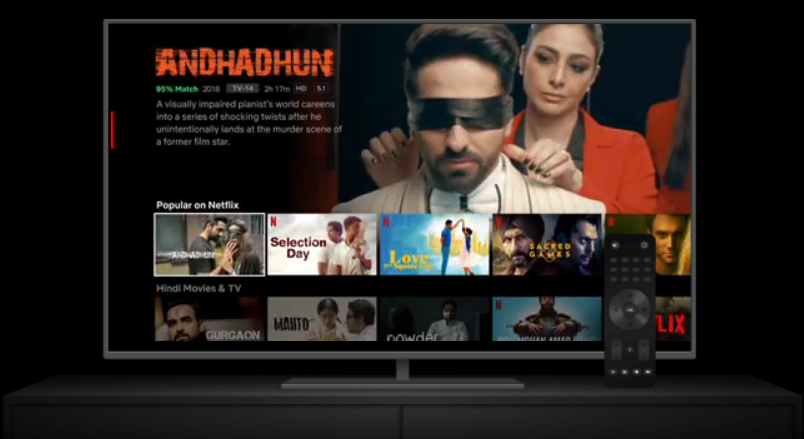 ANDHADHUN
95% Match 2018 TV-14 2h 17m HD 5.1
A visually impaired pianist's world careens
into a series of shocking twists after he
unintentionally lands at the murder scene of
a former film star.
Popular on Netflix
N
ANDHADHUN
Selection
Day
N
Love
per Square Foot
N
SACRED
GAMES
N
Hindi Movies & TV
GURGAON
MANTO
powder
N